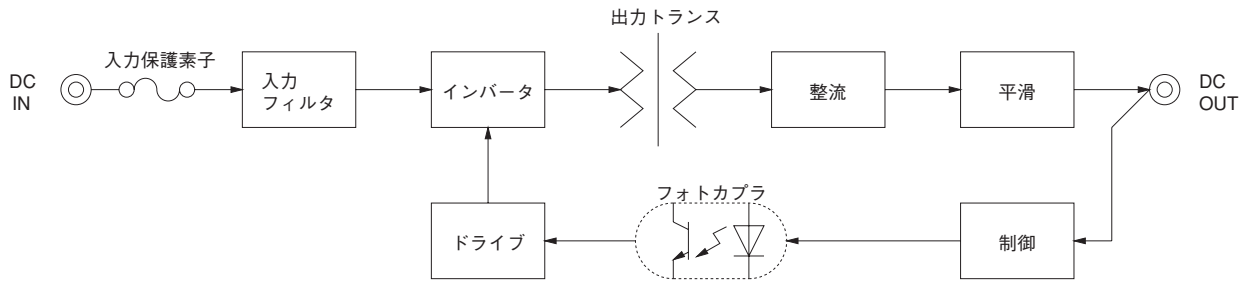 出力トランス
入力保護素子
DC
IN
入力
フィルタ
インバータ
整流
平滑
DC
OUT
フォトカプラ
ドライブ
制御